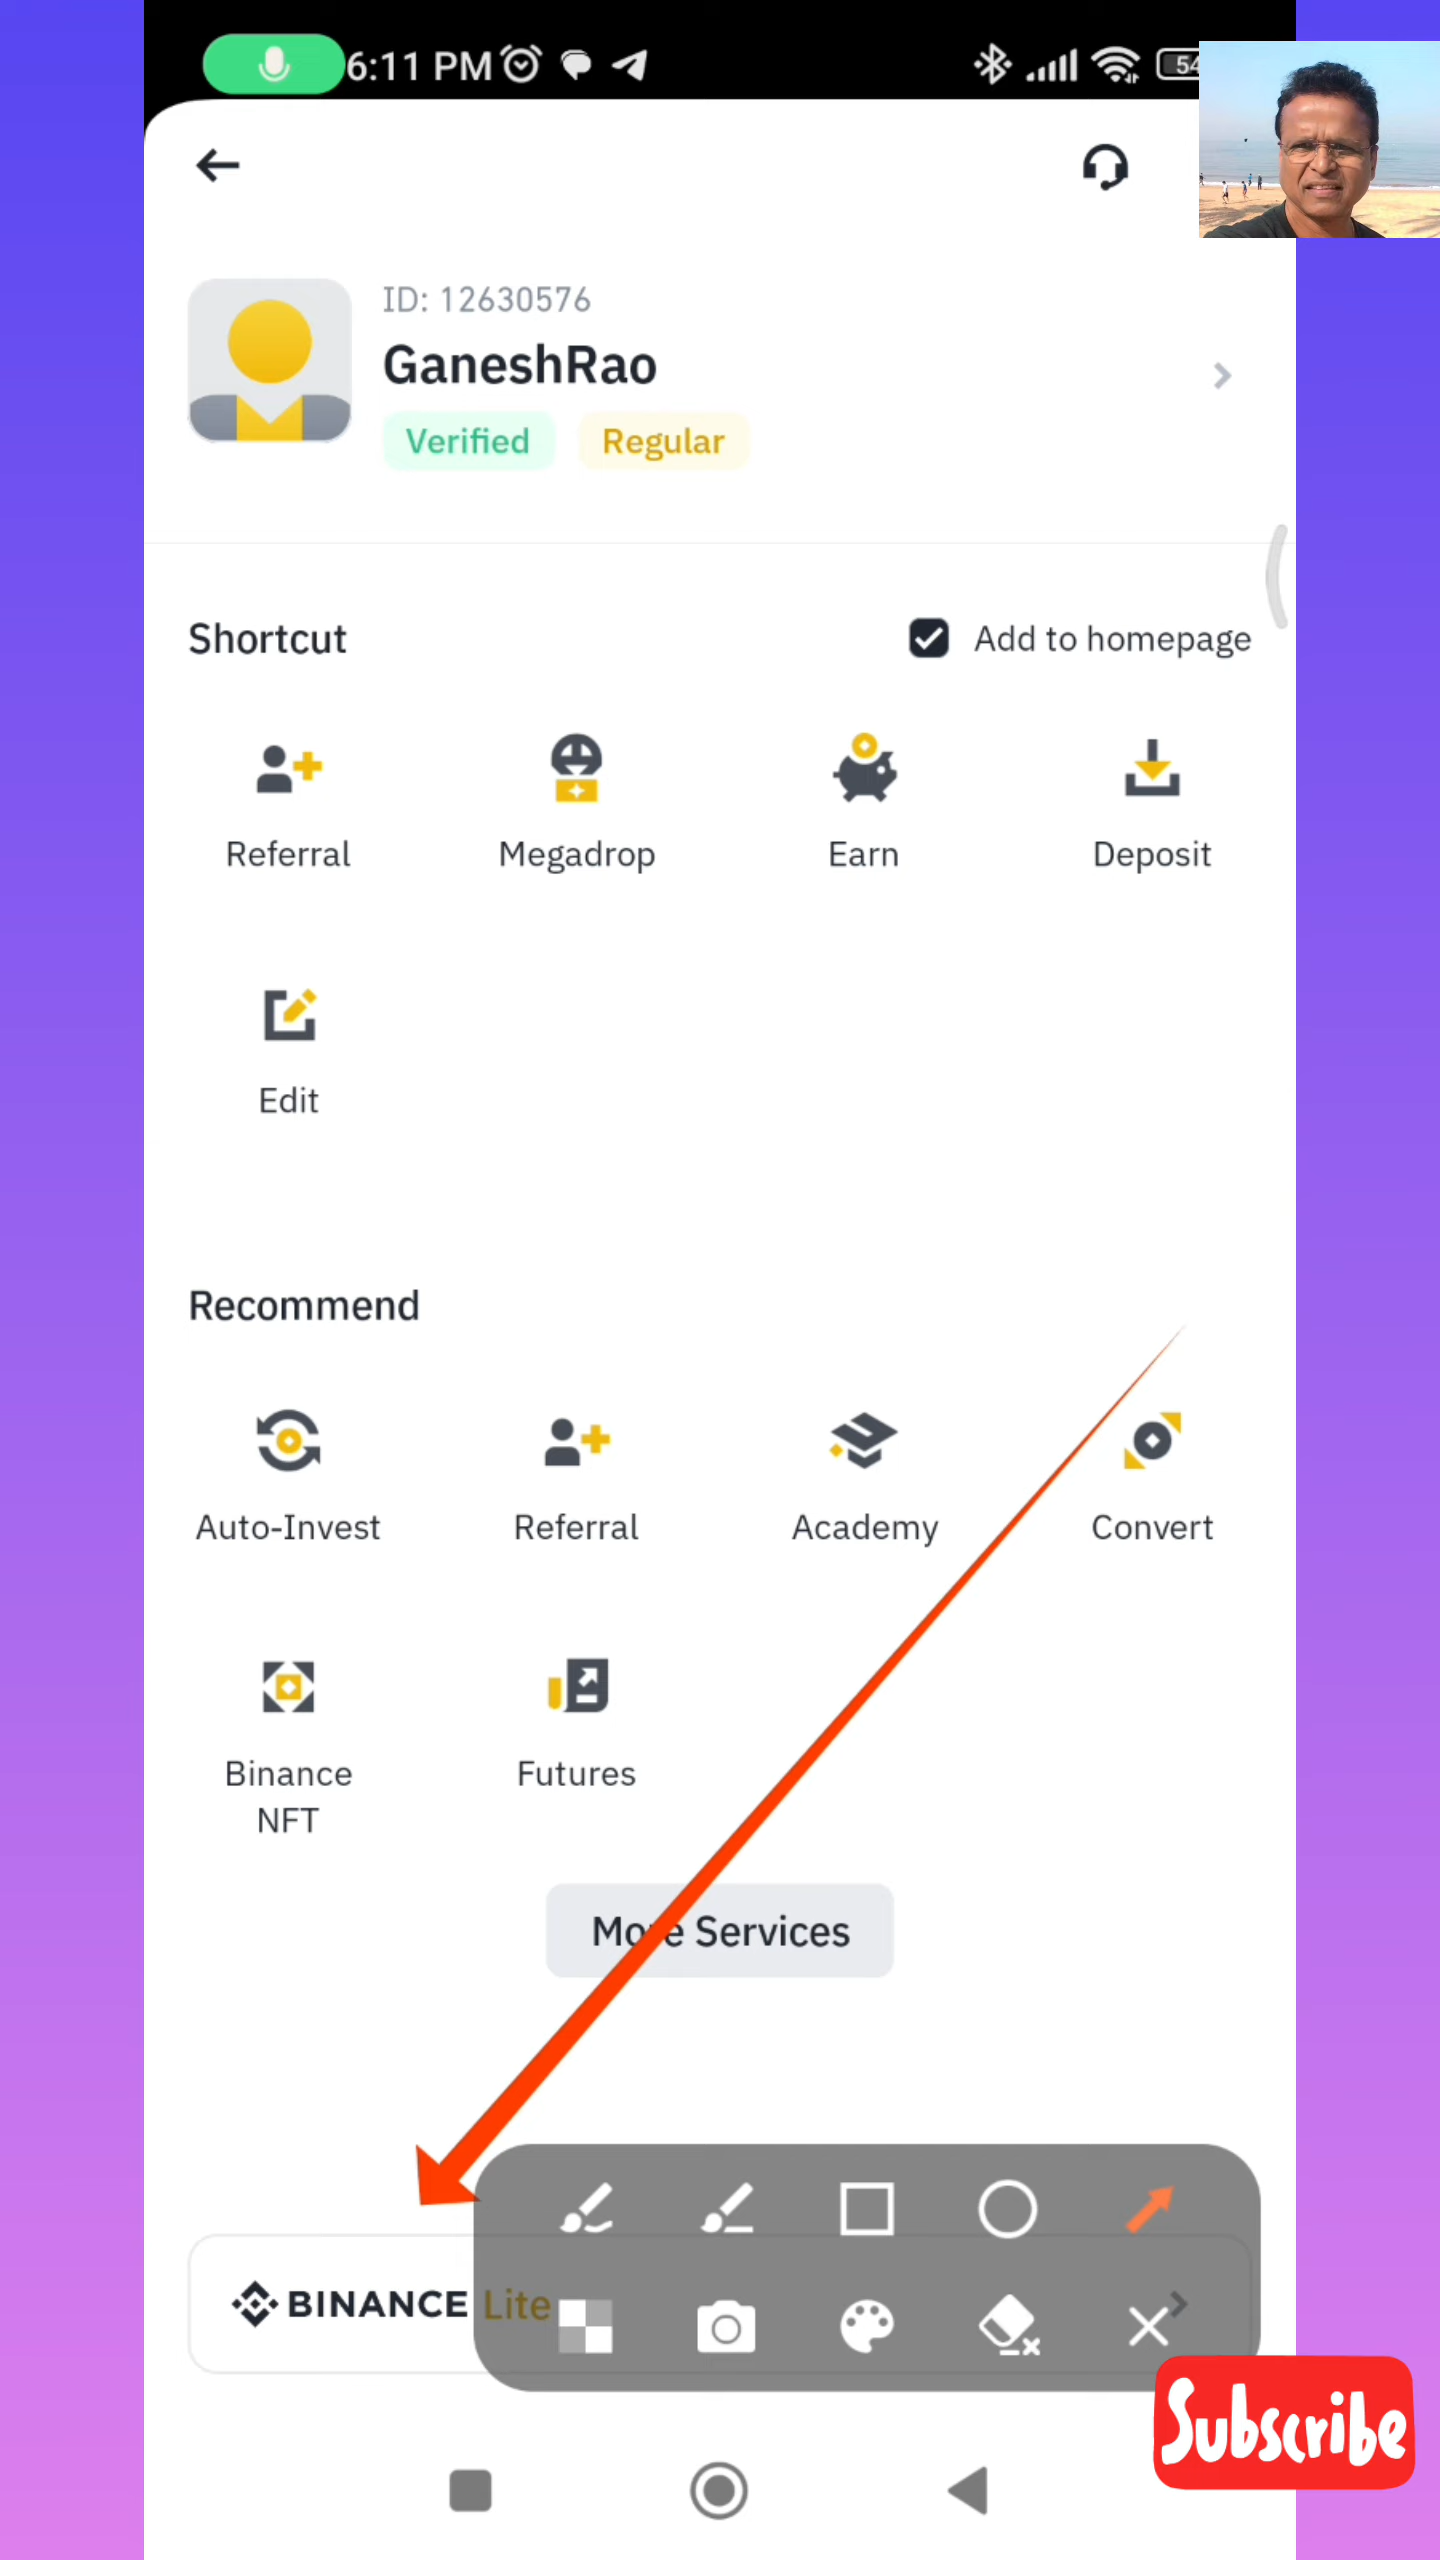 6:11 PM
54
ID: 12630576
GaneshRao
Verified Regular
Shortcut
Add to homepage
Referral Megadrop Earn Deposit
Edit
Recommend
Auto-Invest Referral Academy Convert
Binance NFT
Futures
More Services
BINANCE Lite
Subscribe